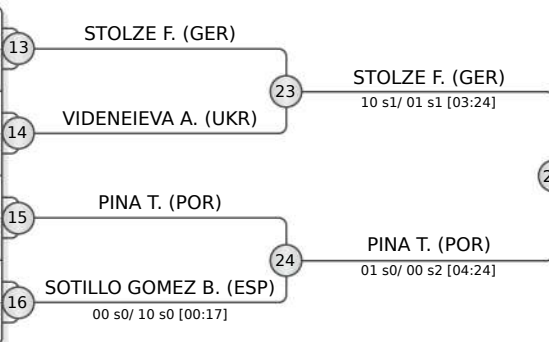 13
STOLZE F. (GER)
23
STOLZE F. (GER)
10 s1/ 01 s1 [03:24]
14
VIDENEIEVA A. (UKR)
15
PINA T. (POR)
24
PINA T. (POR)
01 s0/ 00 s2 [04:24]
16
SOTILLO GOMEZ B. (ESP)
00 s0/ 10 s0 [00:17]